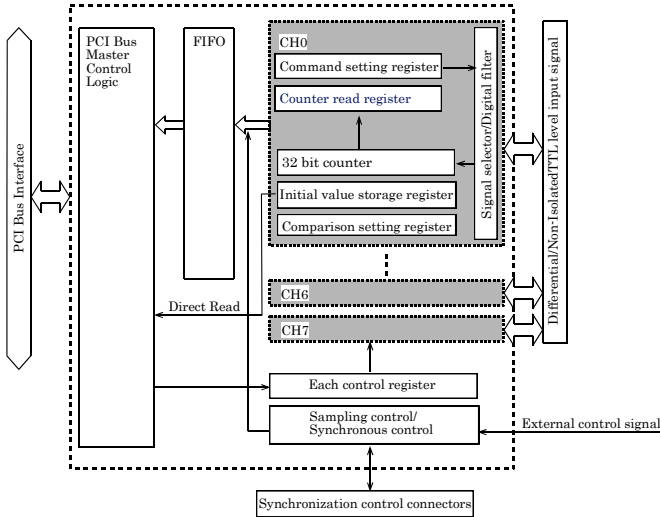 PCI Bus Interface
PCI Bus
Master
Control
Logic
FIFO
CH0
Command setting register
Counter read register
32 bit counter
Initial value storage register
Comparison setting register
Signal selector/Digital filter
Differential/Non-IsolatedTTL level input signal
CH6
CH7
Direct Read
Each control register
Sampling control/
Synchronous control
External control signal
Synchronization control connectors